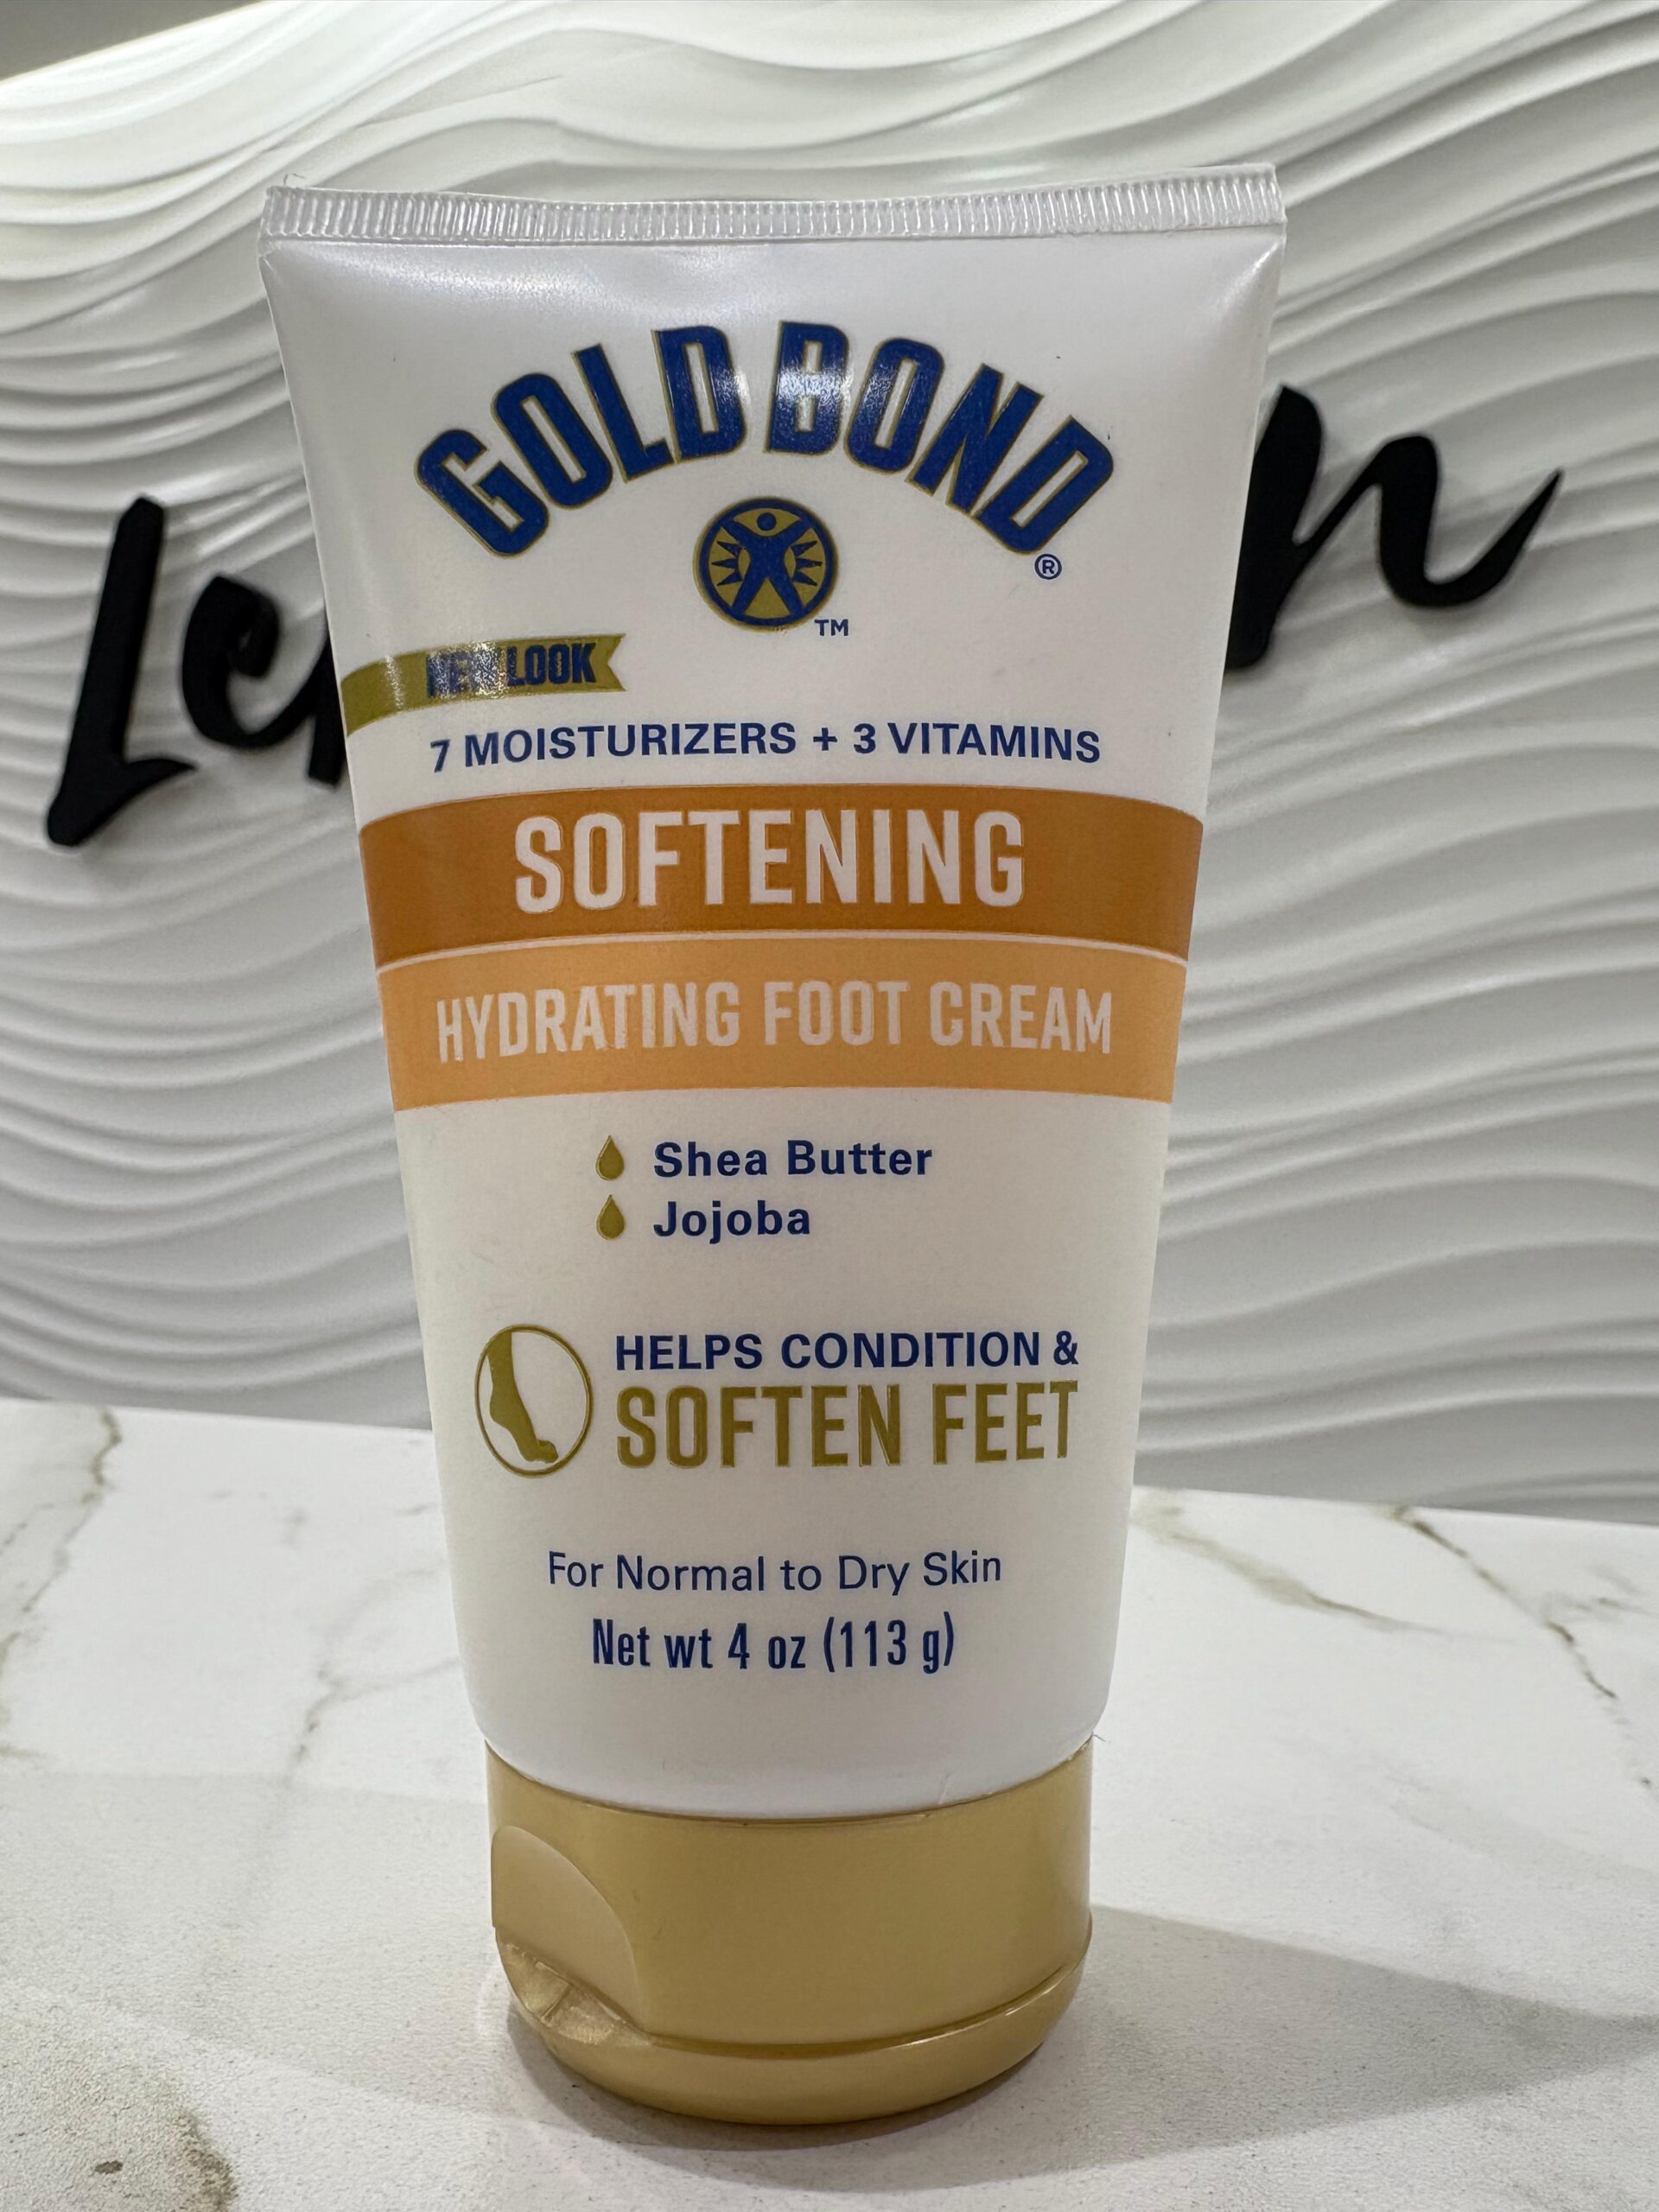 GOLD BOND®
TM
NEW LOOK
7 MOISTURIZERS + 3 VITAMINS
SOFTENING
HYDRATING FOOT CREAM
Shea Butter
Jojoba
HELPS CONDITION &
SOFTEN FEET
For Normal to Dry Skin
Net wt 4 oz (113 g)